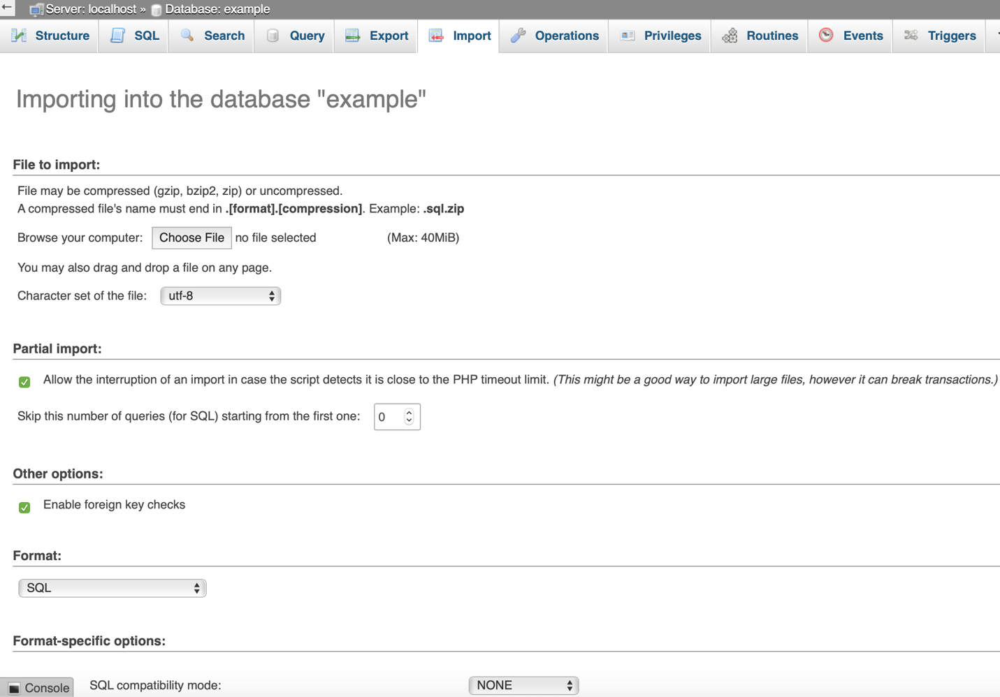 ← Server: localhost » Database: example
Structure SQL Search Query Export Import Operations Privileges Routines Events Triggers
Importing into the database "example"
File to import:
File may be compressed (gzip, bzip2, zip) or uncompressed.
A compressed file's name must end in .[format].[compression]. Example: .sql.zip
Browse your computer: Choose File no file selected (Max: 40MiB)
You may also drag and drop a file on any page.
Character set of the file: utf-8
Partial import:
Allow the interruption of an import in case the script detects it is close to the PHP timeout limit. (This might be a good way to import large files, however it can break transactions.)
Skip this number of queries (for SQL) starting from the first one: 0
Other options:
Enable foreign key checks
Format:
SQL
Format-specific options:
Console SQL compatibility mode: NONE